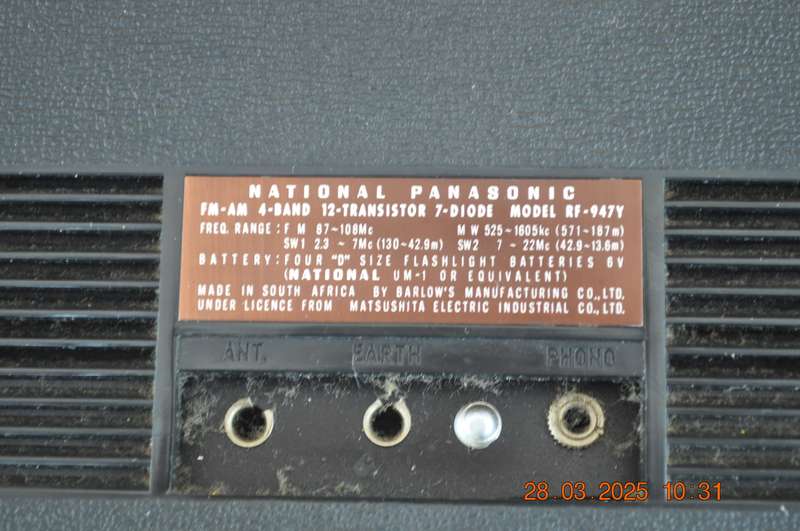 NATIONAL PANASONIC
FM-AM 4-BAND 12-TRANSISTOR 7-DIODE MODEL RF-947Y
FREQ. RANGE : F M 87~108Mc M W 525~1605kc (571~187m)
SW1 2.3 ~ 7Mc (130~42.9m) SW2 7 ~ 22Mc (42.9~13.6m)
BATTERY : FOUR "D" SIZE FLASHLIGHT BATTERIES 6V
(NATIONAL UM-1 OR EQUIVALENT)
MADE IN SOUTH AFRICA BY BARLOW'S MANUFACTURING CO.,LTD.
UNDER LICENCE FROM MATSUSHITA ELECTRIC INDUSTRIAL CO., LTD.
ANT. EARTH PHONO
28.03.2025 10:31